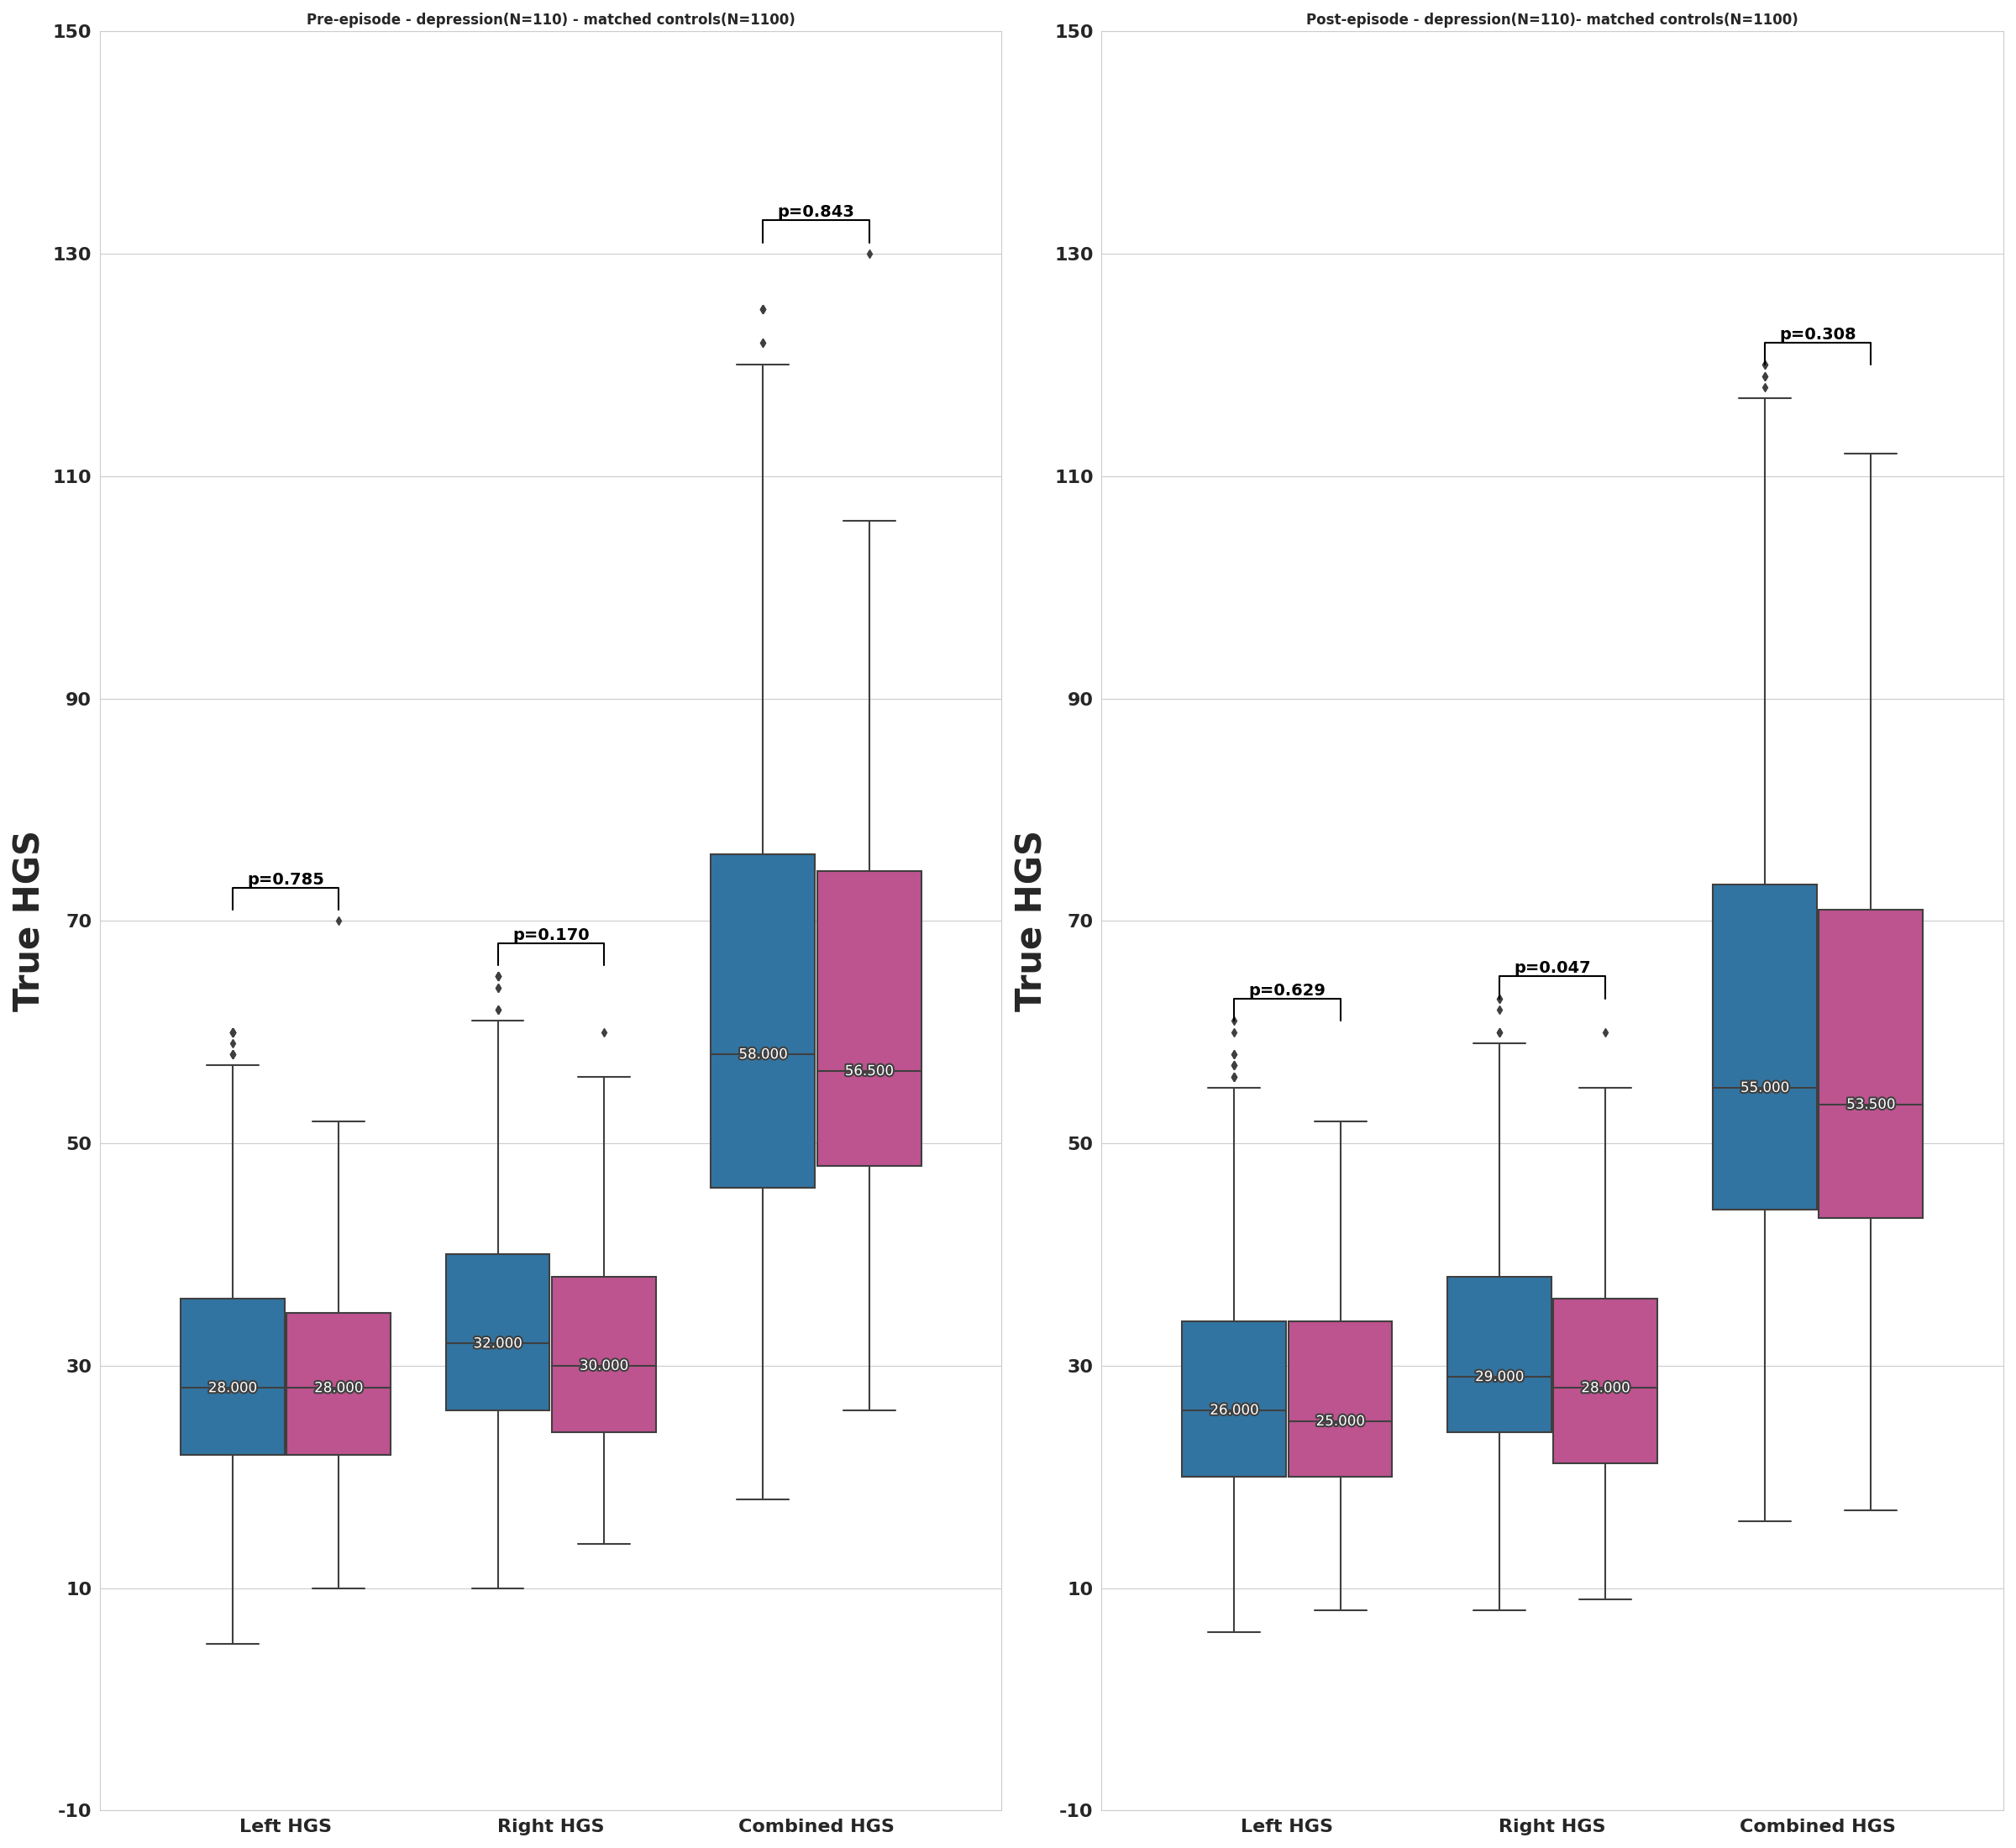 Pre-episode - depression(N=110) - matched controls(N=1100)
150
130
110
90
70
50
30
10
-10
True HGS
p=0.785
p=0.170
p=0.843
28.000
28.000
32.000
30.000
58.000
56.500
Left HGS
Right HGS
Combined HGS
Post-episode - depression(N=110)- matched controls(N=1100)
150
130
110
90
70
50
30
10
-10
True HGS
p=0.629
p=0.047
p=0.308
26.000
25.000
29.000
28.000
55.000
53.500
Left HGS
Right HGS
Combined HGS